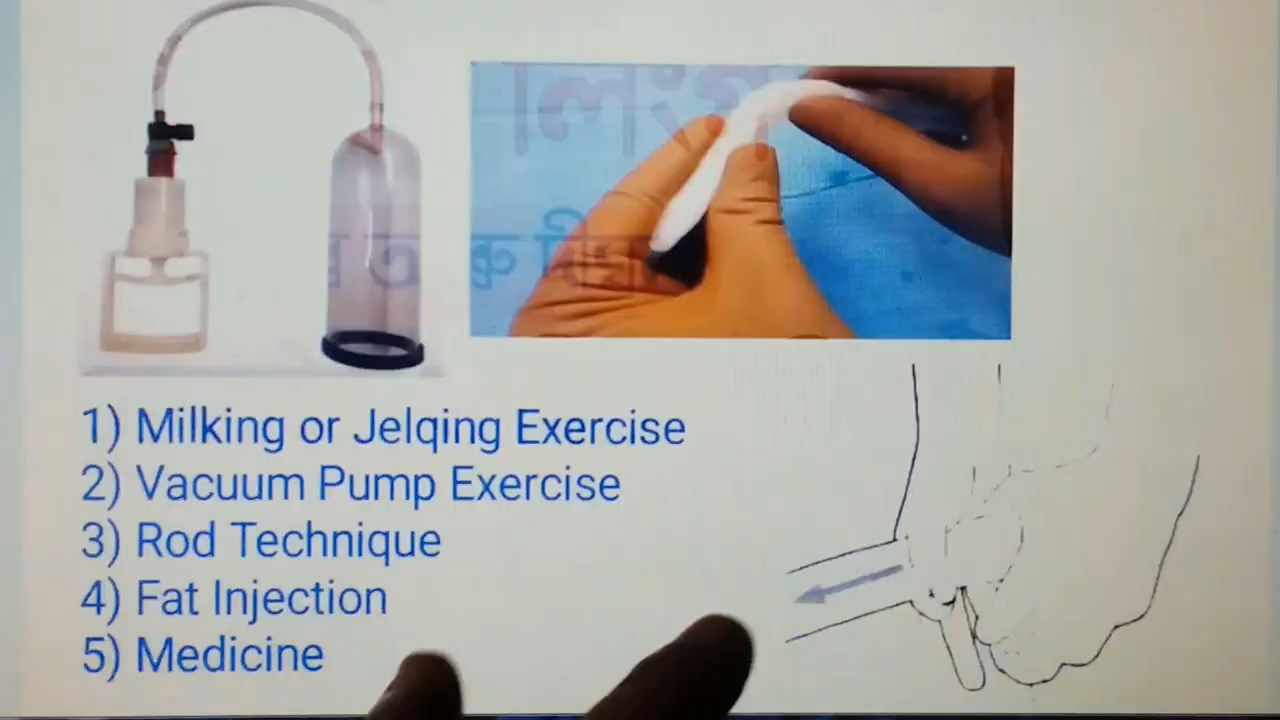 1) Milking or Jelqing Exercise
2) Vacuum Pump Exercise
3) Rod Technique
4) Fat Injection
5) Medicine